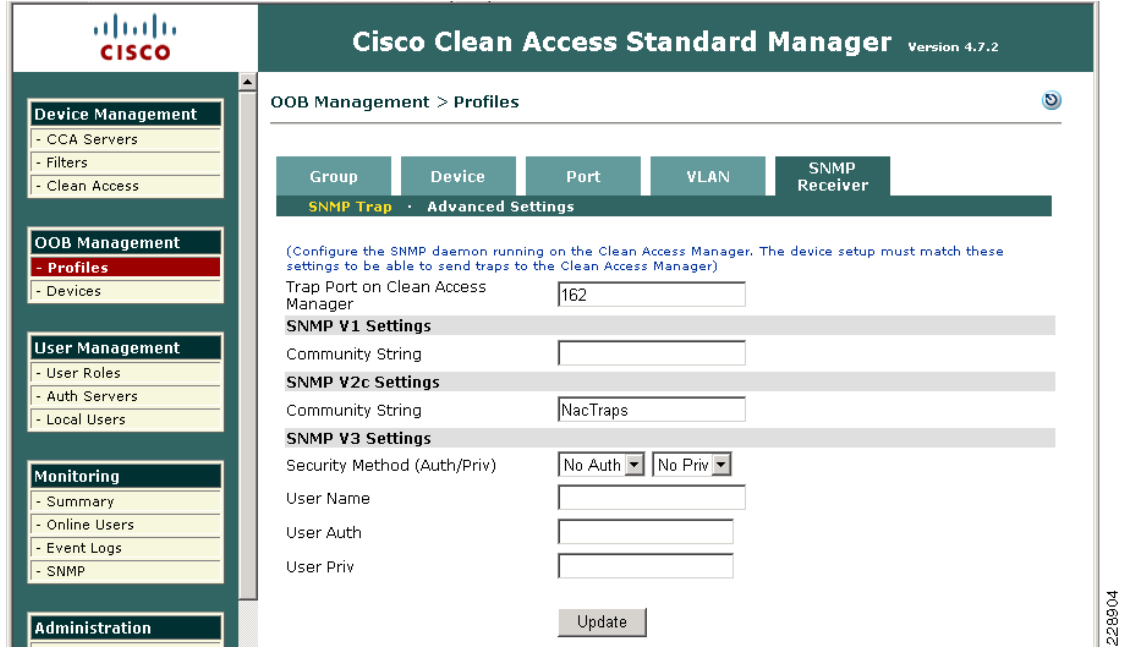 CISCO
Cisco Clean Access Standard Manager Version 4.7.2
Device Management
- CCA Servers
- Filters
- Clean Access
OOB Management
- Profiles
- Devices
User Management
- User Roles
- Auth Servers
- Local Users
Monitoring
- Summary
- Online Users
- Event Logs
- SNMP
Administration
OOB Management > Profiles
Group
Device
Port
VLAN
SNMP
Receiver
SNMP Trap · Advanced Settings
(Configure the SNMP daemon running on the Clean Access Manager. The device setup must match these
settings to be able to send traps to the Clean Access Manager)
Trap Port on Clean Access
Manager
162
SNMP V1 Settings
Community String
SNMP V2c Settings
Community String
NacTraps
SNMP V3 Settings
Security Method (Auth/Priv)
No Auth
No Priv
User Name
User Auth
User Priv
Update
228904